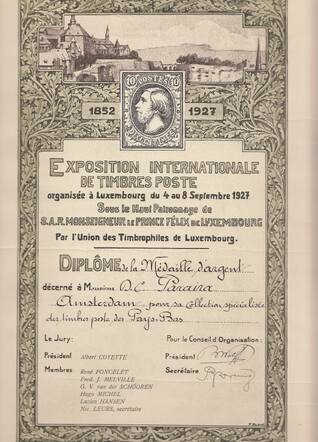 POSTES
10 10
DIX CENTIMES
1852 1927
EXPOSITION INTERNATIONALE
DE TIMBRES POSTE
organisée à Luxembourg du 4 au 8 Septembre 1927
Sous le Haut Patronage de
S.A.R. MONSEIGNEUR LE PRINCE FÉLIX DE LUXEMBOURG
Par l'Union des Timbrophiles de Luxembourg.
DIPLÔME de la Médaille d'argent
décerné à Monsieur D.C. Paraira
Amsterdam, pour sa collection spécialisée
des timbres poste des Pays-Bas
Le Jury: Pour le Conseil d'Organisation:
Président Albert COYETTE Président
Membres René PONCELET Secrétaire
Fred. J. MELVILLE
G. V. van der SCHOOREN
Hugo MICHEL
Lucien HANSEN
Nic. LEURS, secrétaire